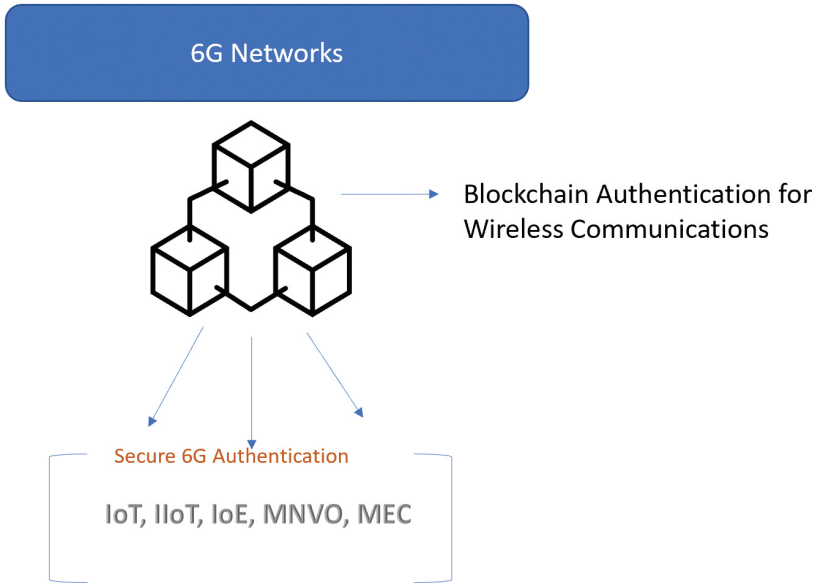 6G Networks
Blockchain Authentication for
Wireless Communications
Secure 6G Authentication
IoT, IIoT, IoE, MNVO, MEC